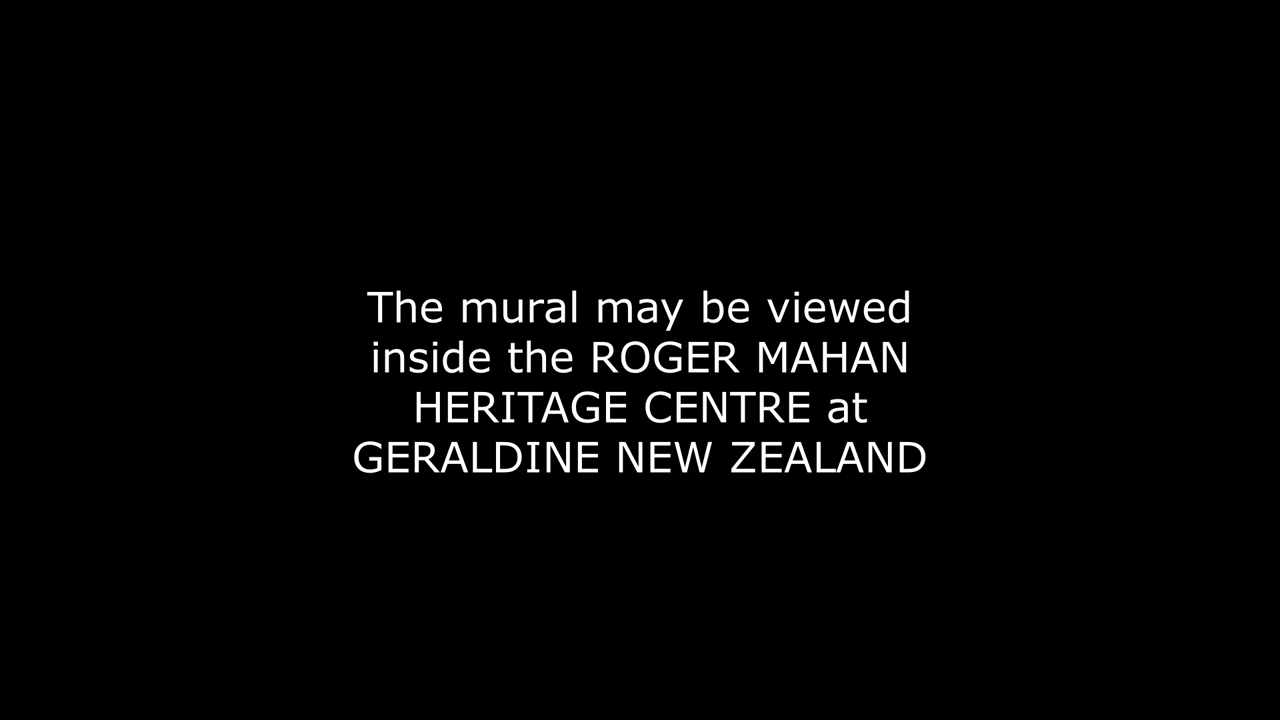 The mural may be viewed
inside the ROGER MAHAN
HERITAGE CENTRE at
GERALDINE NEW ZEALAND